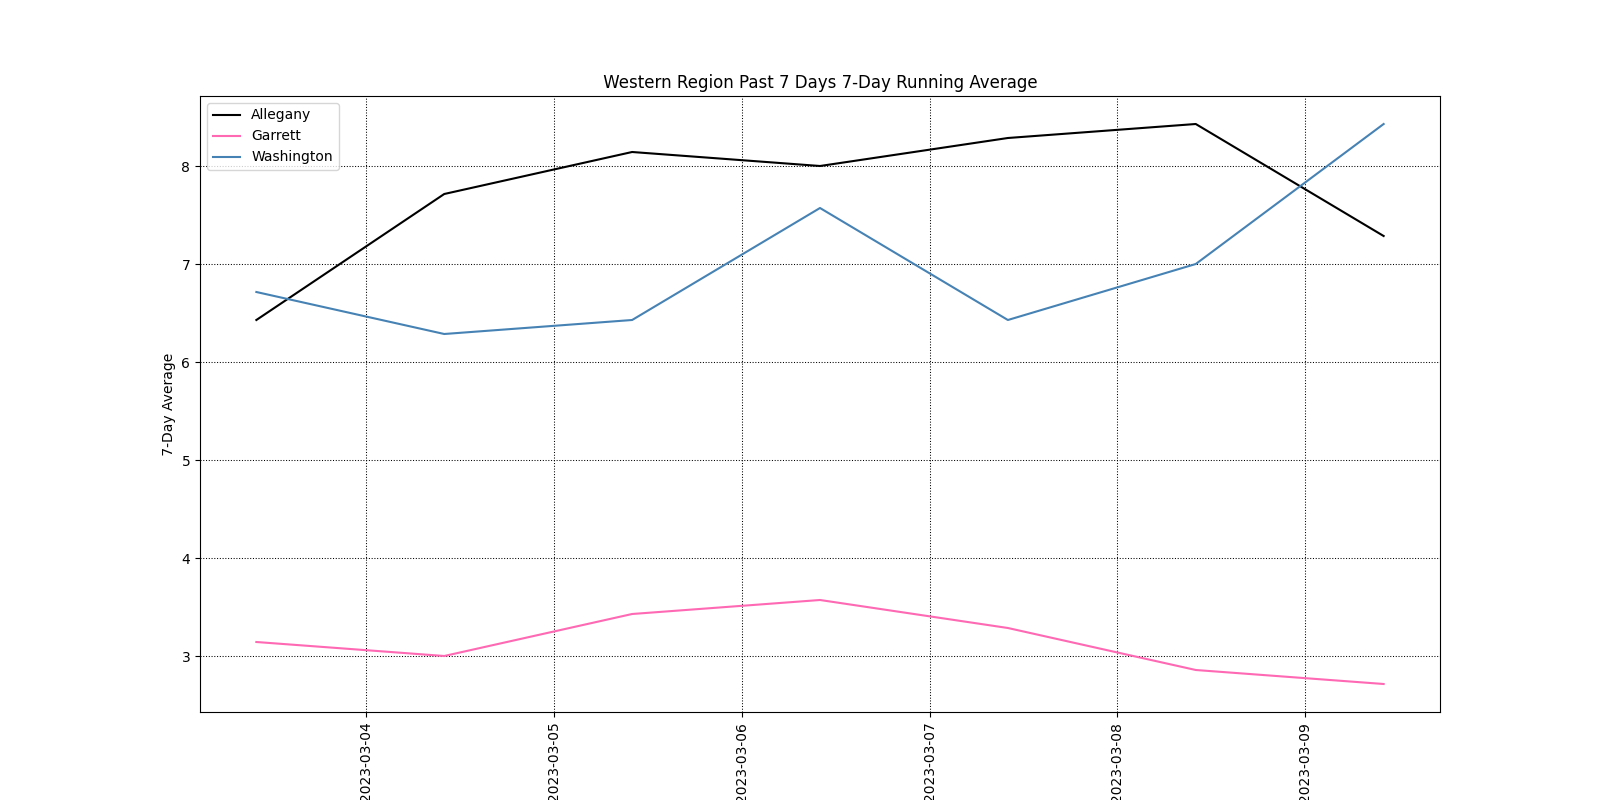 Western Region Past 7 Days 7-Day Running Average
Allegany
Garrett
Washington
8
7
6
5
4
3
7-Day Average
2023-03-04
2023-03-05
2023-03-06
2023-03-07
2023-03-08
2023-03-09